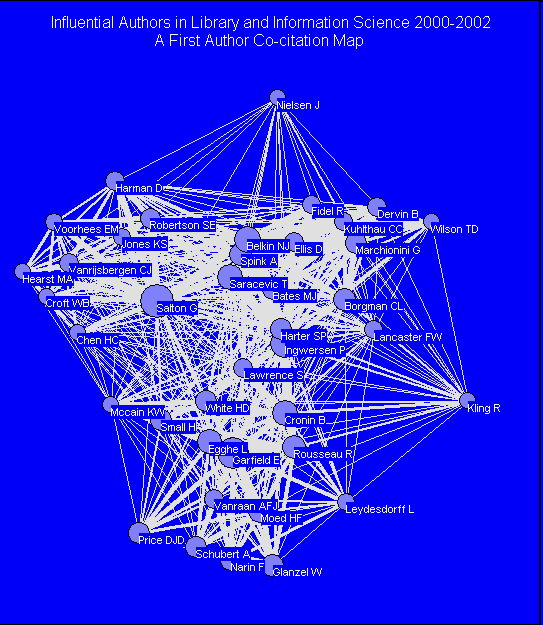 Influential Authors in Library and Information Science 2000-2002
A First Author Co-citation Map
Nielsen J
Harman D
Fidel R
Dervin B
Voorhees EM
Robertson SE
Kuhlthau CC
Wilson TD
Jones KS
Belkin NJ
Ellis D
Marchionini G
Spink A
Vanrijsbergen CJ
Hearst MA
Saracevic T
Bates MJ
Croft WB
Salton G
Borgman CL
Chen HC
Harter SP
Lancaster FW
Ingwersen P
Lawrence S
Mccain KW
White HD
Kling R
Cronin B
Small H
Egghe L
Rousseau R
Garfield E
Vanraan AFJ
Leydesdorff L
Moed HF
Price DJD
Schubert A
Narin F
Glanzel W